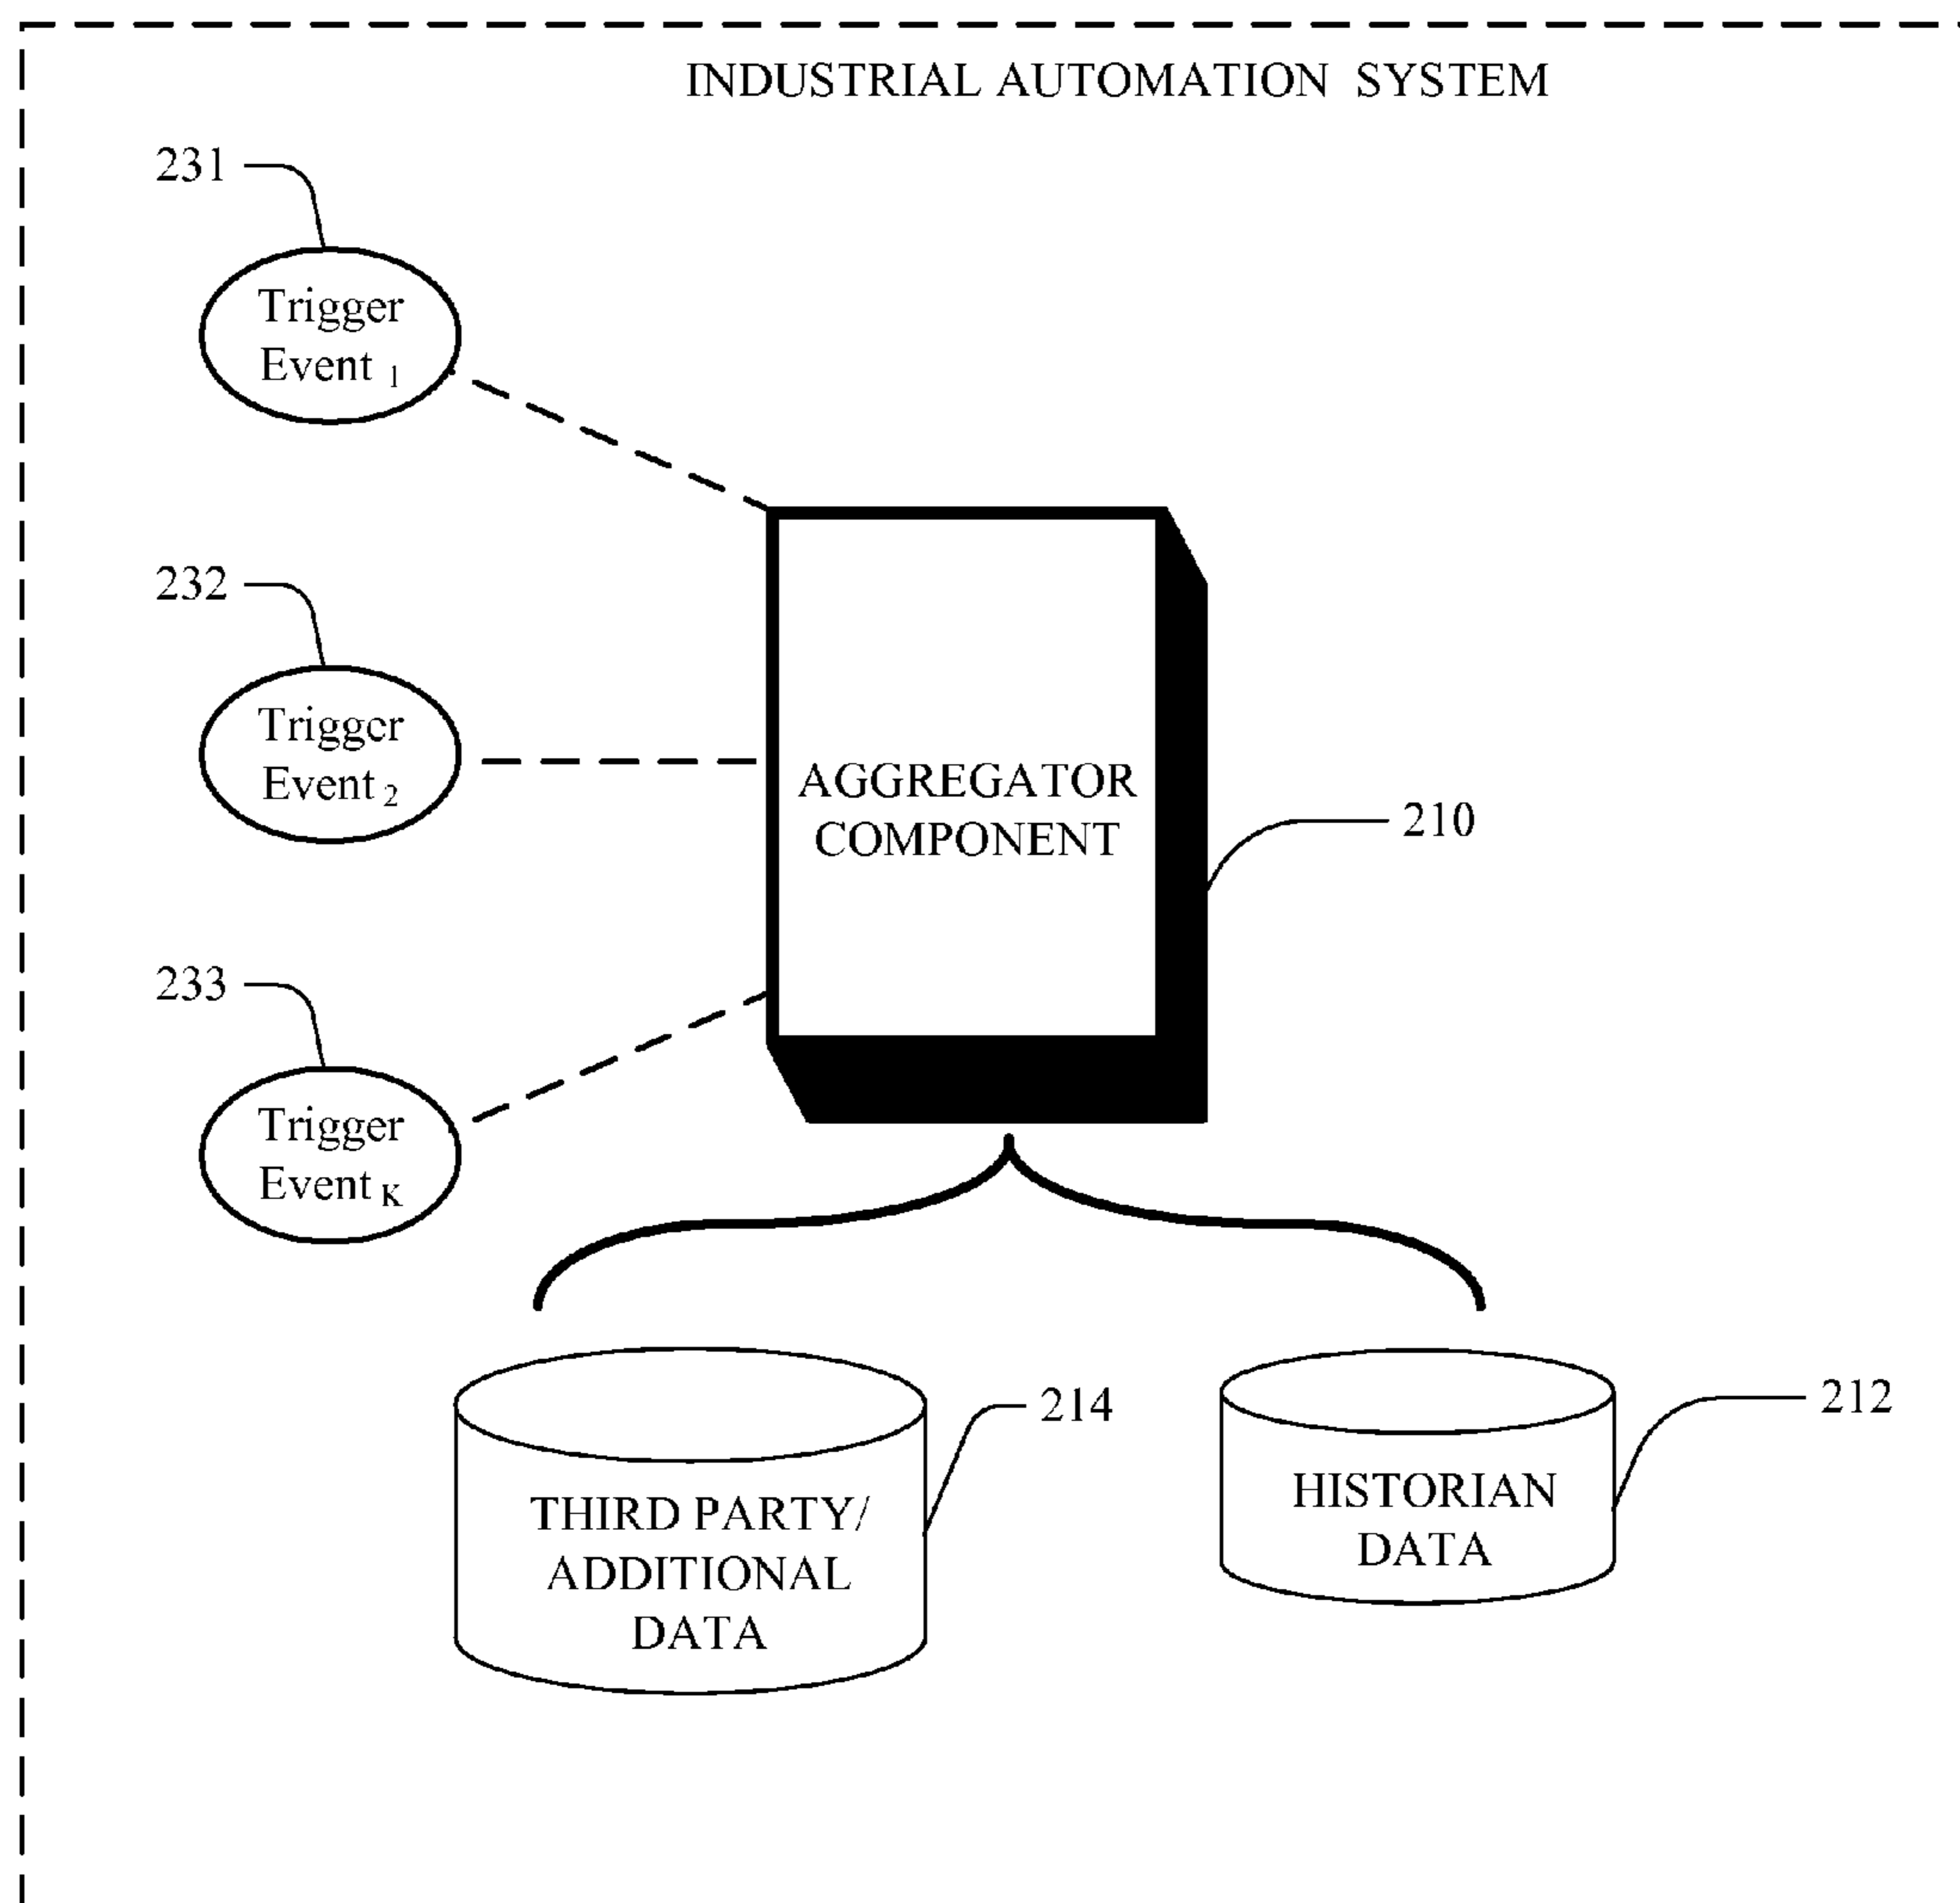 INDUSTRIAL AUTOMATION SYSTEM
231
Trigger
Event 1
232
Trigger
Event 2
AGGREGATOR
COMPONENT
210
233
Trigger
Event K
214
212
THIRD PARTY/
ADDITIONAL
DATA
HISTORIAN
DATA